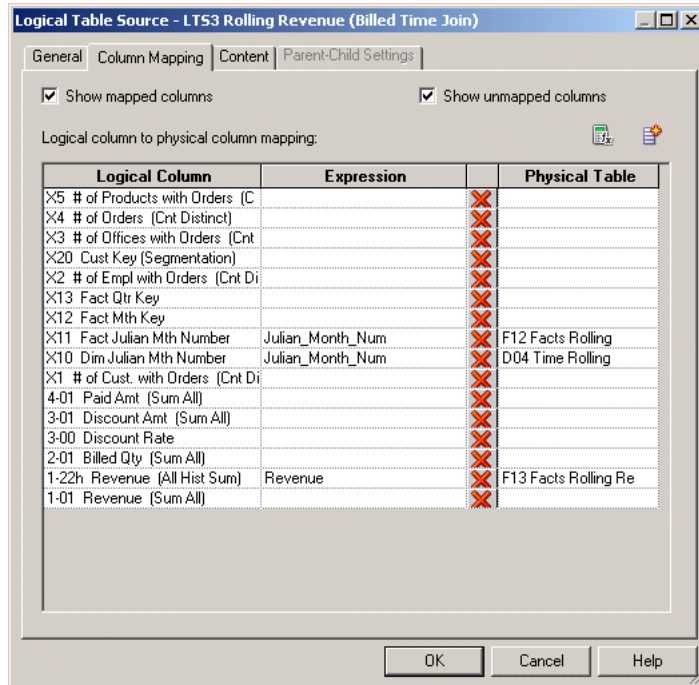 Logical Table Source - LTS3 Rolling Revenue (Billed Time Join)
General Column Mapping Content Parent-Child Settings
Show mapped columns Show unmapped columns
Logical column to physical column mapping:
Logical Column Expression Physical Table
X5 # of Products with Orders (C
X4 # of Orders (Cnt Distinct)
X3 # of Offices with Orders (Cnt
X20 Cust Key (Segmentation)
X2 # of Empl with Orders (Cnt Di
X13 Fact Qtr Key
X12 Fact Mth Key
X11 Fact Julian Mth Number Julian_Month_Num F12 Facts Rolling
X10 Dim Julian Mth Number Julian_Month_Num D04 Time Rolling
X1 # of Cust. with Orders (Cnt Di
4-01 Paid Amt (Sum All)
3-01 Discount Amt (Sum All)
3-00 Discount Rate
2-01 Billed Qty (Sum All)
1-22h Revenue (All Hist Sum) Revenue F13 Facts Rolling Re
1-01 Revenue (Sum All)
OK Cancel Help